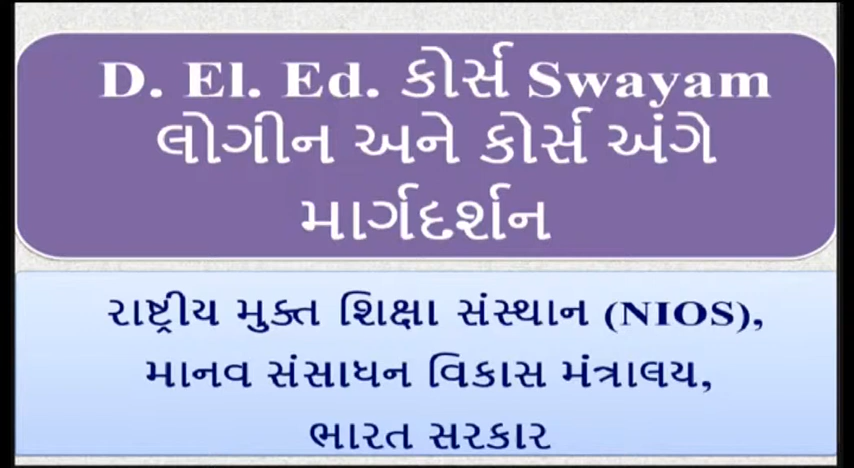 D. El. Ed. કોર્સ Swayam
લોગીન અને કોર્સ અંગે
માર્ગદર્શન
રાષ્ટ્રીય મુક્ત શિક્ષા સંસ્થાન (NIOS),
માનવ સંસાધન વિકાસ મંત્રાલય,
ભારત સરકાર